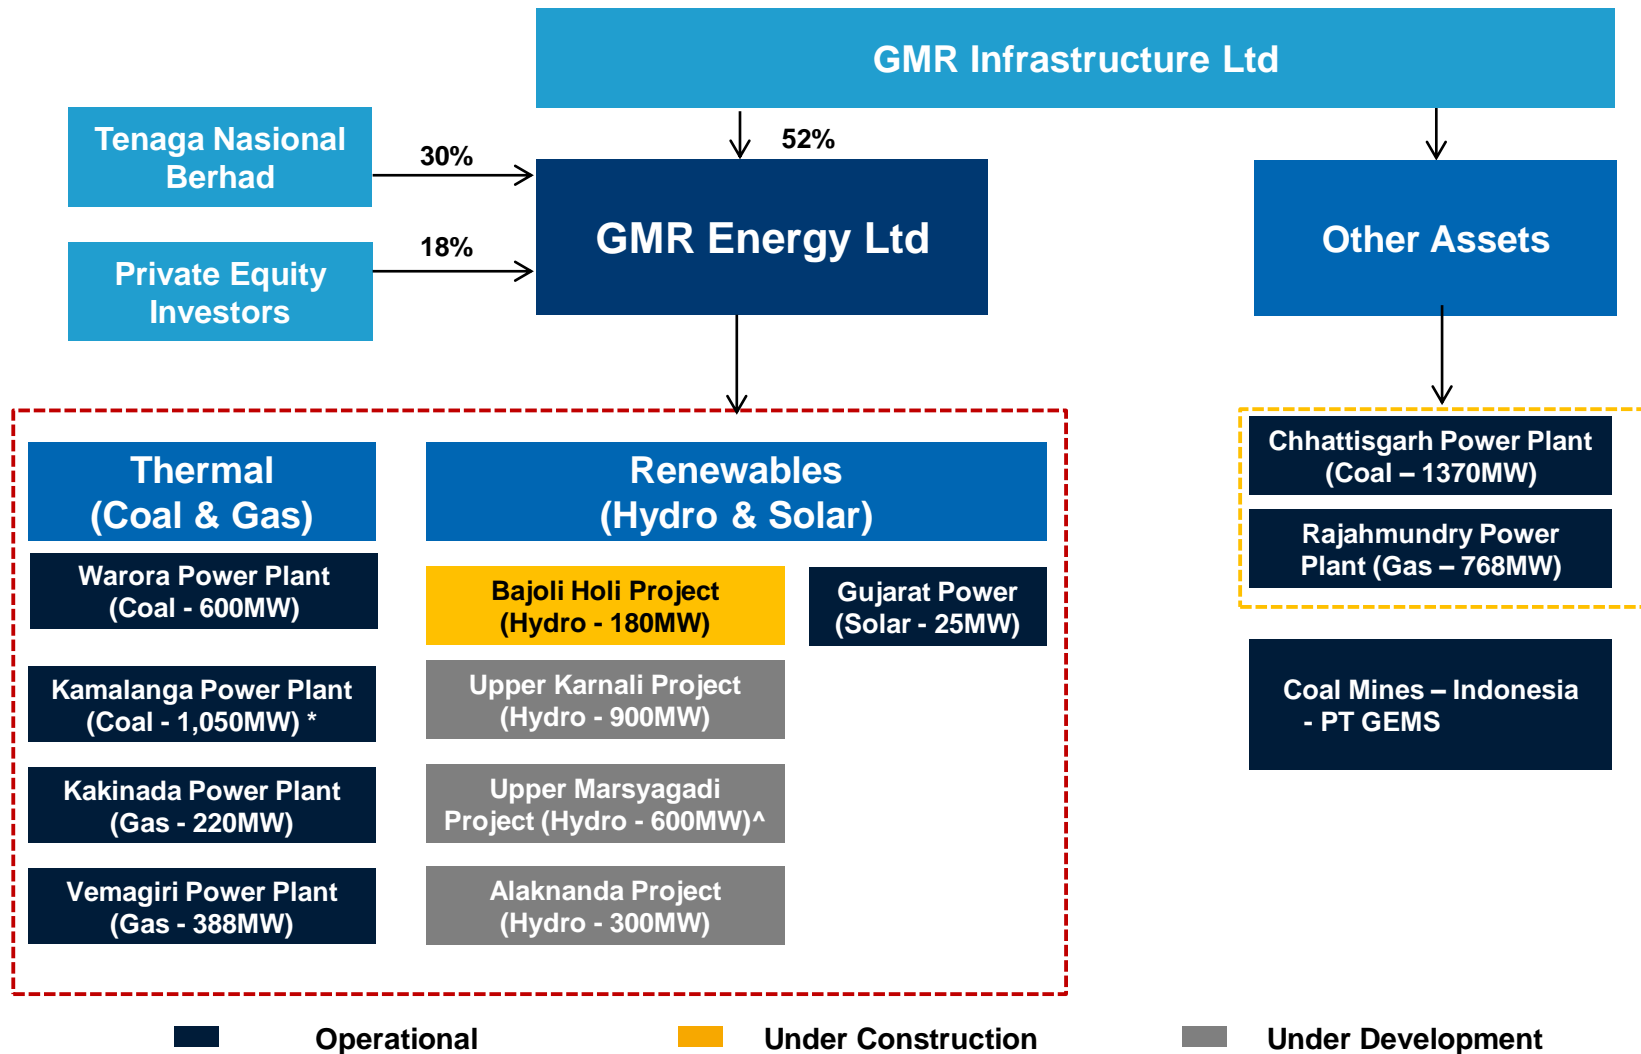 GMR Infrastructure Ltd
Tenaga Nasional
Berhad
30%
52%
GMR Energy Ltd
Other Assets
Private Equity
Investors
18%
Thermal
(Coal & Gas)
Renewables
(Hydro & Solar)
Warora Power Plant
(Coal - 600MW)
Kamalanga Power Plant
(Coal - 1,050MW) *
Kakinada Power Plant
(Gas - 220MW)
Vemagiri Power Plant
(Gas - 388MW)
Bajoli Holi Project
(Hydro - 180MW)
Upper Karnali Project
(Hydro - 900MW)
Upper Marsyagadi
Project (Hydro - 600MW)^
Alaknanda Project
(Hydro - 300MW)
Gujarat Power
(Solar - 25MW)
Chhattisgarh Power Plant
(Coal – 1370MW)
Rajahmundry Power
Plant (Gas – 768MW)
Coal Mines – Indonesia
- PT GEMS
Operational
Under Construction
Under Development